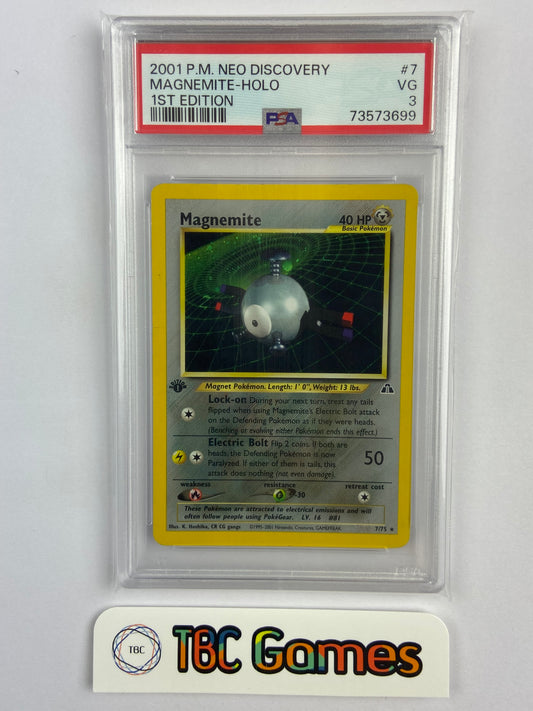 2001 P.M. NEO DISCOVERY #7
MAGNEMITE-HOLO VG
1ST EDITION 3
PSA 73573699
Magnemite 40 HP
Basic Pokémon
1
Magnet Pokémon. Length: 1' 0", Weight: 13 lbs.
Lock-on During your next turn, treat any tails
flipped when using Magnemite's Electric Bolt attack
on the Defending Pokémon as if they were heads.
(Benching or evolving either Pokémon ends this effect.)
Electric Bolt Flip 2 coins. If both are
heads, the Defending Pokémon is now
Paralyzed. If either of them is tails, this
attack does nothing (not even damage).
50
weakness resistance retreat cost
-30
These Pokémon are attracted to electrical emissions and will
often follow people using PokéGear. LV. 16 #81
Illus. K. Hoshiba, CR CG gangs ©1995-2001 Nintendo, Creatures, GAMEFREAK. 7/75 ★
TBC
TBC Games